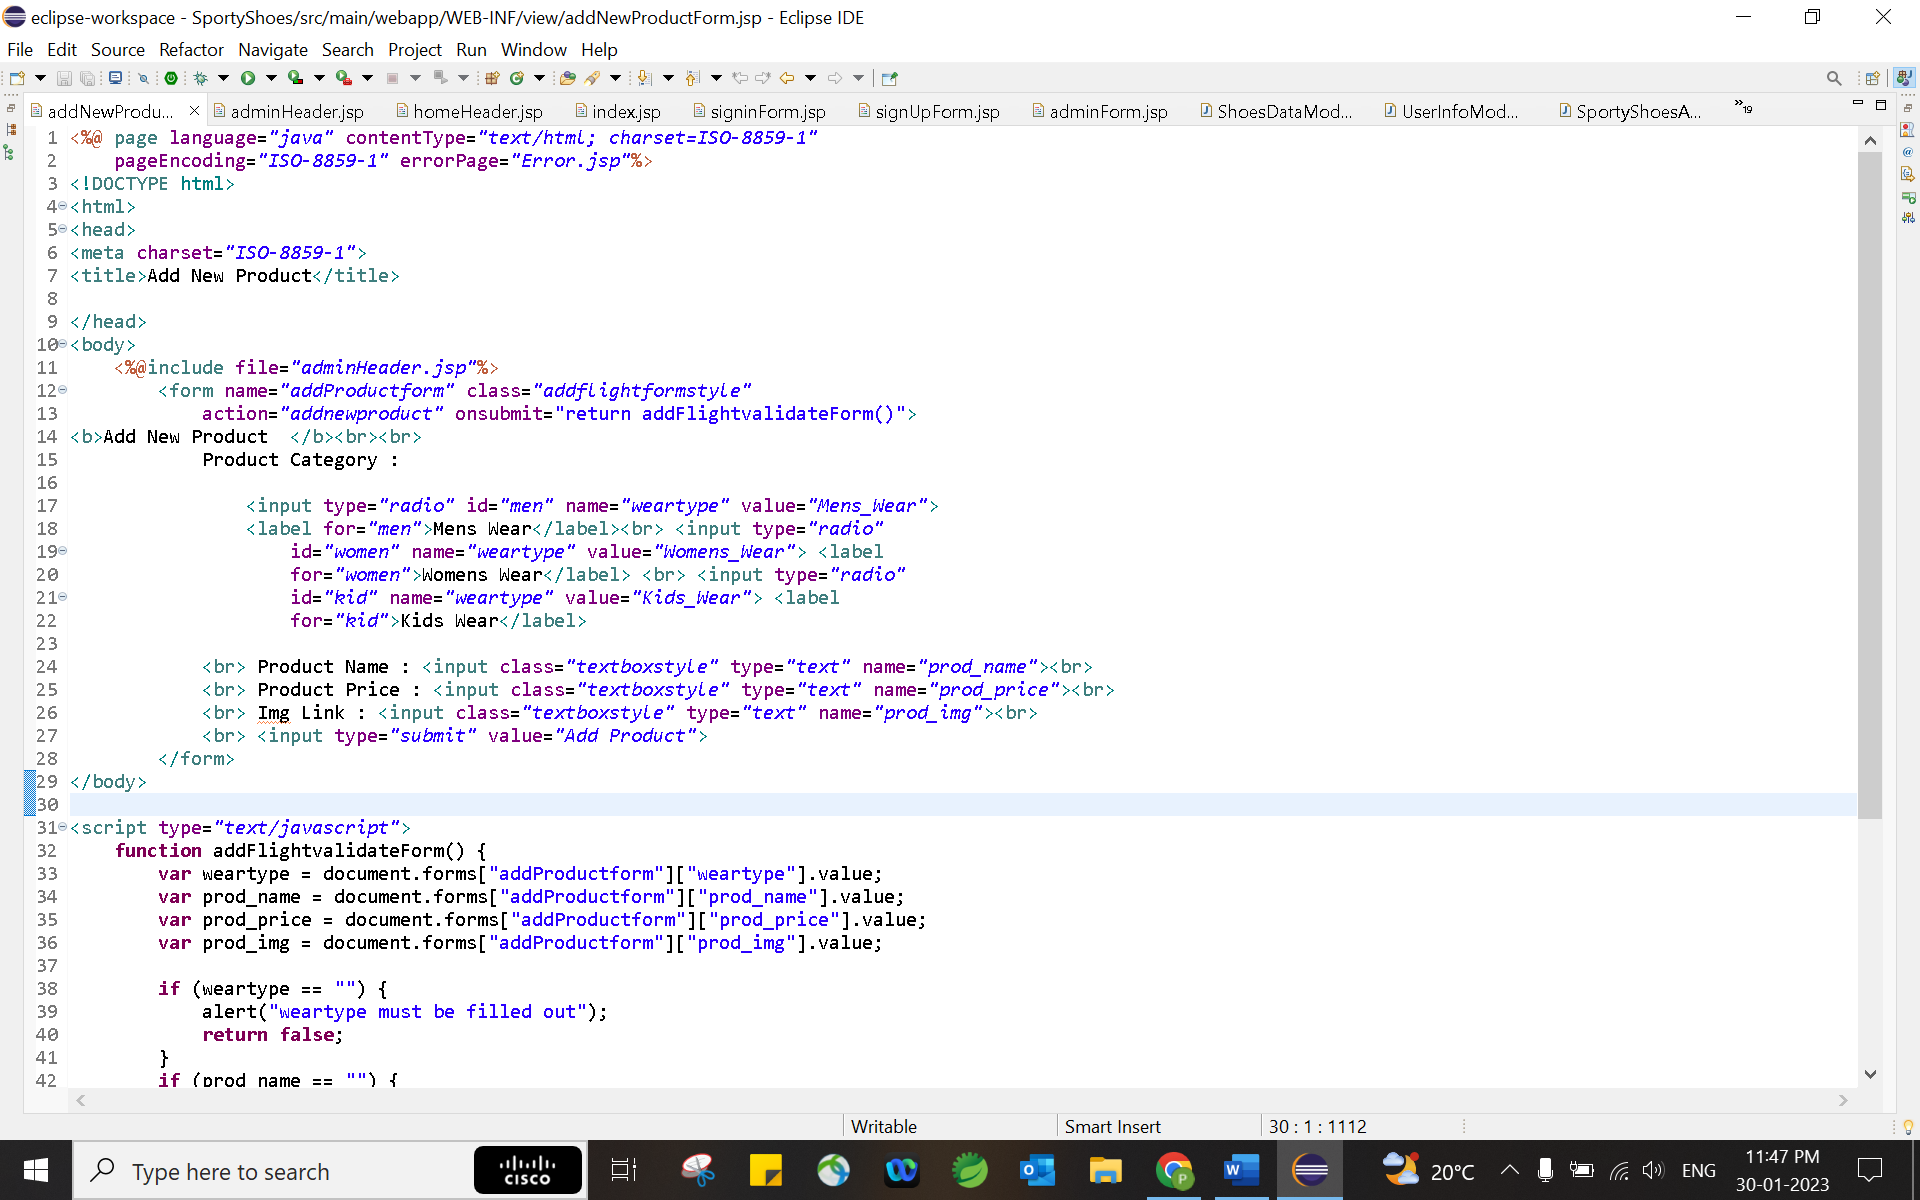 eclipse-workspace - SportyShoes/src/main/webapp/WEB-INF/view/addNewProductForm.jsp - Eclipse IDE
File Edit Source Refactor Navigate Search Project Run Window Help
addNewProdu... adminHeader.jsp homeHeader.jsp index.jsp signinForm.jsp signUpForm.jsp adminForm.jsp ShoesDataMod... UserInfoMod... SportyShoesA... »19
1 <%@ page language="java" contentType="text/html; charset=ISO-8859-1"
2 pageEncoding="ISO-8859-1" errorPage="Error.jsp"%>
3 <!DOCTYPE html>
4 <html>
5 <head>
6 <meta charset="ISO-8859-1">
7 <title>Add New Product</title>
8
9 </head>
10 <body>
11 <%@include file="adminHeader.jsp"%>
12 <form name="addProductform" class="addflightformstyle"
13 action="addnewproduct" onsubmit="return addFlightvalidateForm()">
14 <b>Add New Product </b><br><br>
15 Product Category :
16
17 <input type="radio" id="men" name="weartype" value="Mens_Wear">
18 <label for="men">Mens Wear</label><br> <input type="radio"
19 id="women" name="weartype" value="Womens_Wear"> <label
20 for="women">Womens Wear</label> <br> <input type="radio"
21 id="kid" name="weartype" value="Kids_Wear"> <label
22 for="kid">Kids Wear</label>
23
24 <br> Product Name : <input class="textboxstyle" type="text" name="prod_name"><br>
25 <br> Product Price : <input class="textboxstyle" type="text" name="prod_price"><br>
26 <br> Img Link : <input class="textboxstyle" type="text" name="prod_img"><br>
27 <br> <input type="submit" value="Add Product">
28 </form>
29 </body>
30
31 <script type="text/javascript">
32 function addFlightvalidateForm() {
33 var weartype = document.forms["addProductform"]["weartype"].value;
34 var prod_name = document.forms["addProductform"]["prod_name"].value;
35 var prod_price = document.forms["addProductform"]["prod_price"].value;
36 var prod_img = document.forms["addProductform"]["prod_img"].value;
37
38 if (weartype == "") {
39 alert("weartype must be filled out");
40 return false;
41 }
42 if (prod name == "") {
Writable Smart Insert 30 : 1 : 1112
Type here to search
CISCO
20°C ENG 11:47 PM
30-01-2023